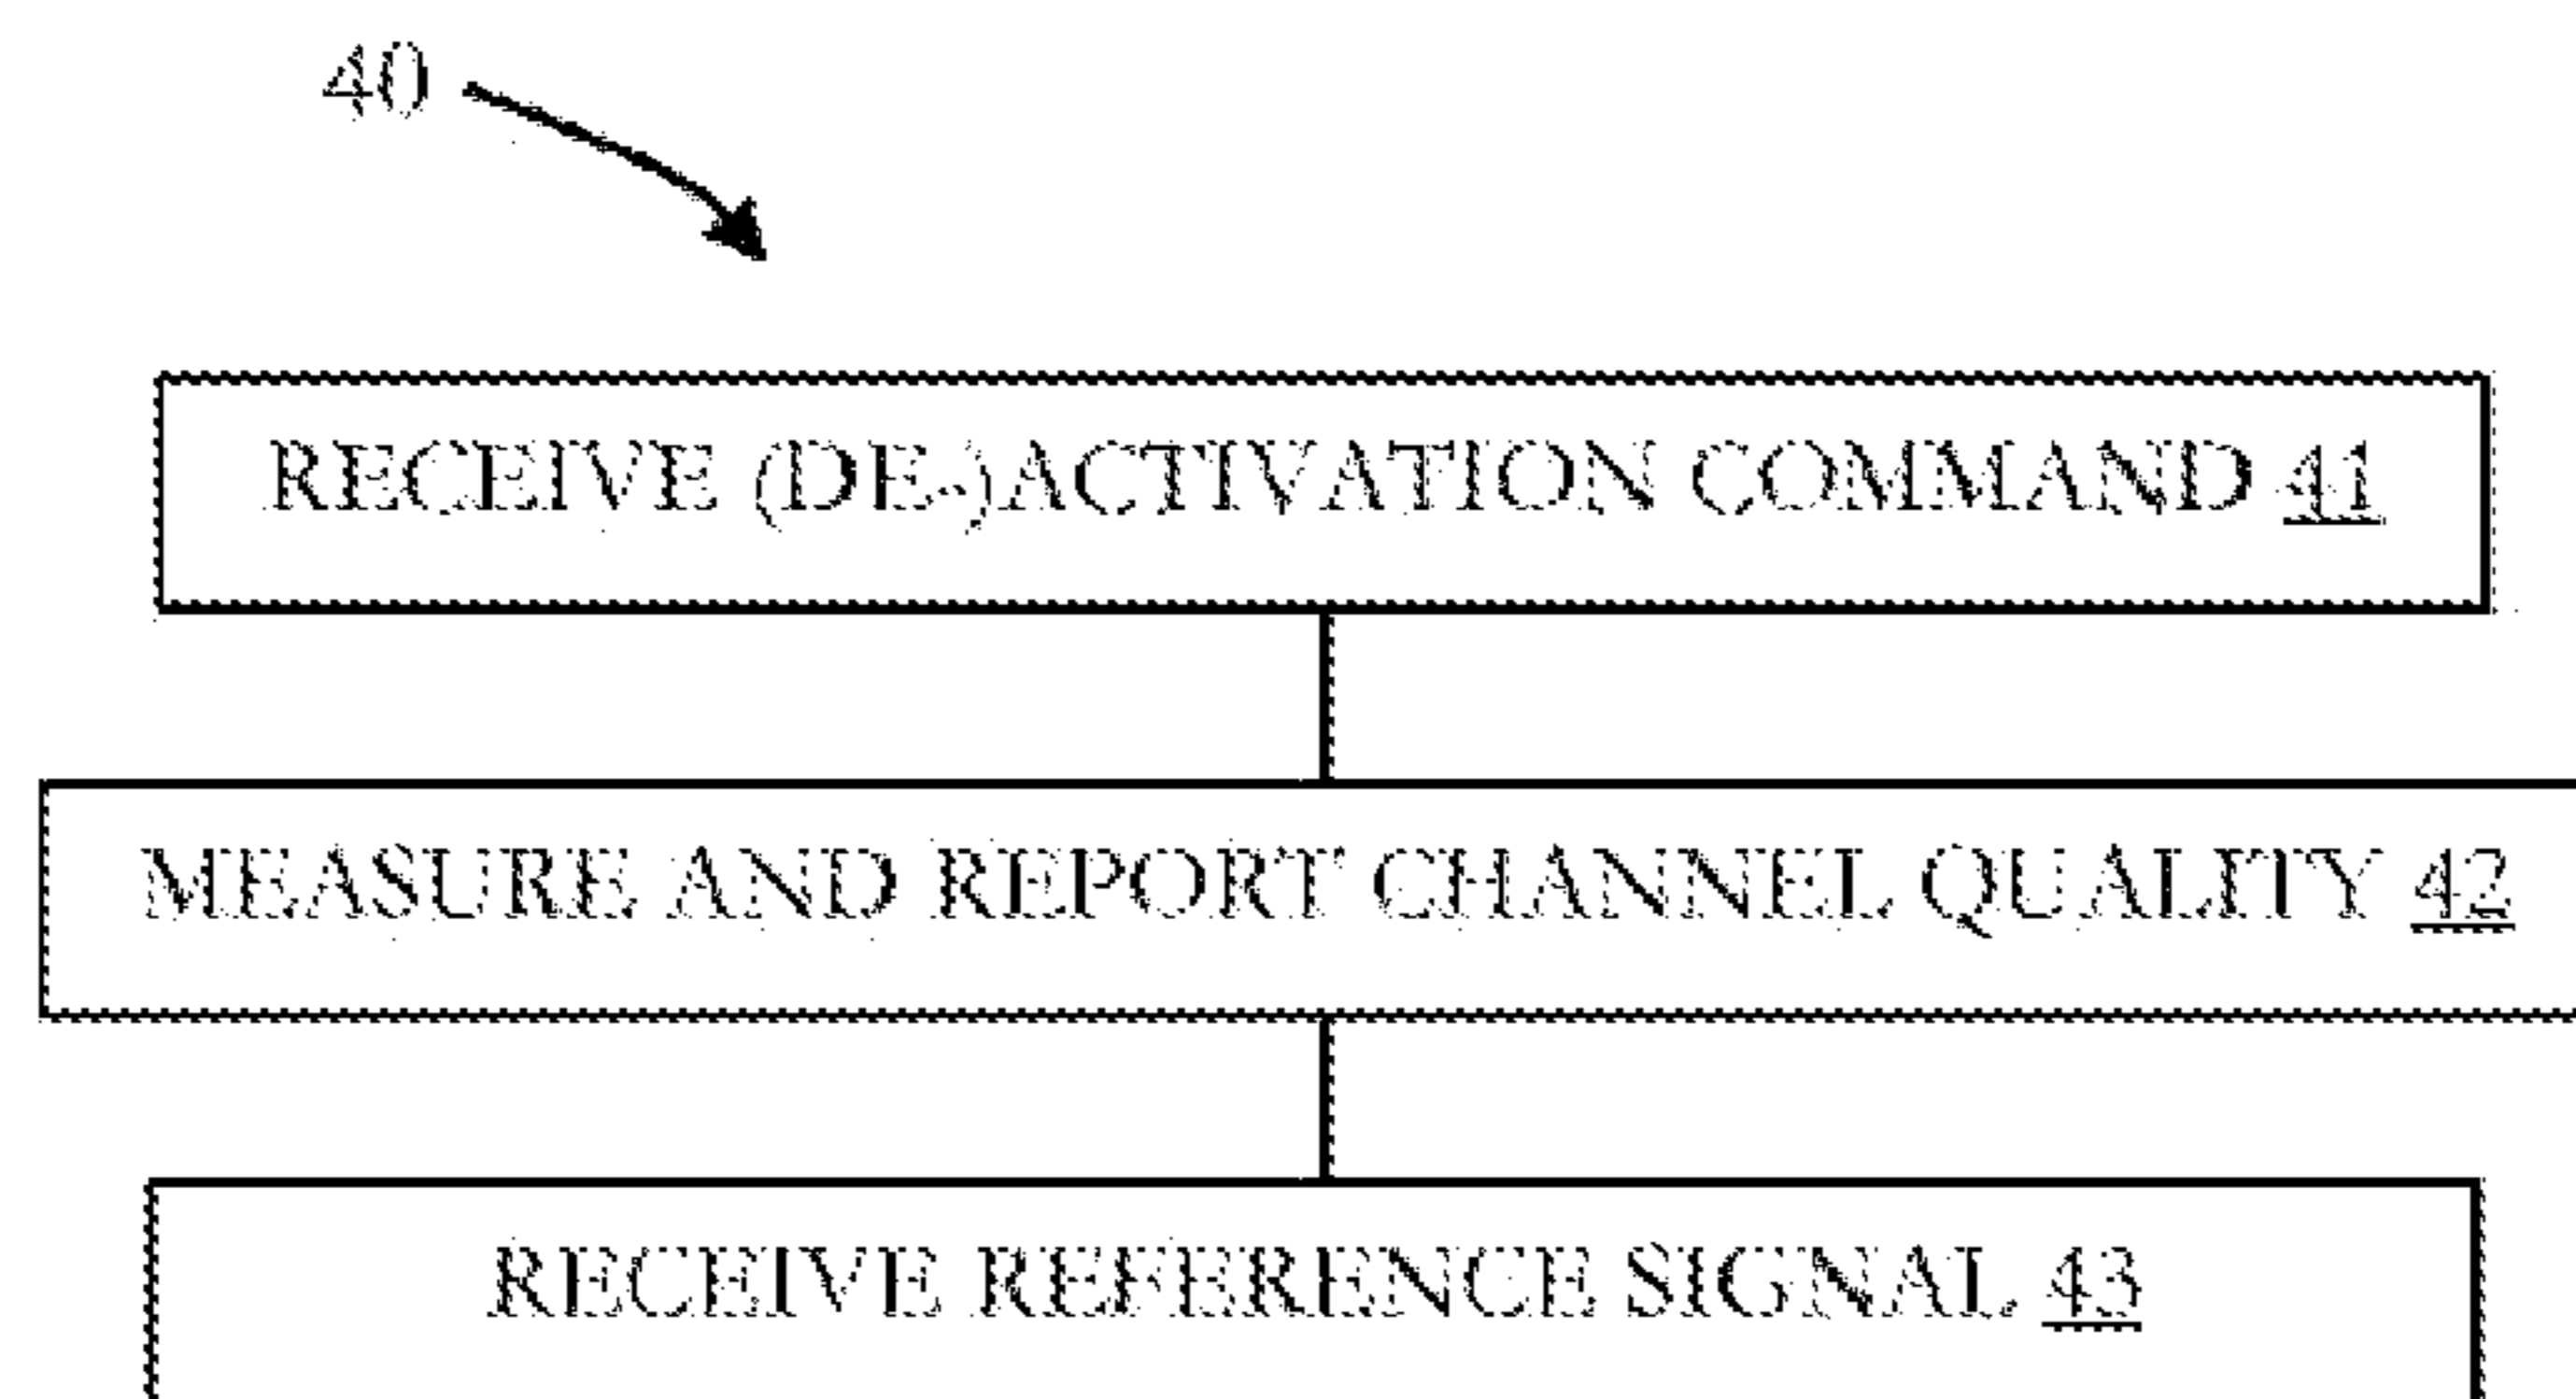 40
RECEIVE (DE-)ACTIVATION COMMAND 41
MEASURE AND REPORT CHANNEL QUALITY 42
RECEIVE REFERENCE SIGNAL 43